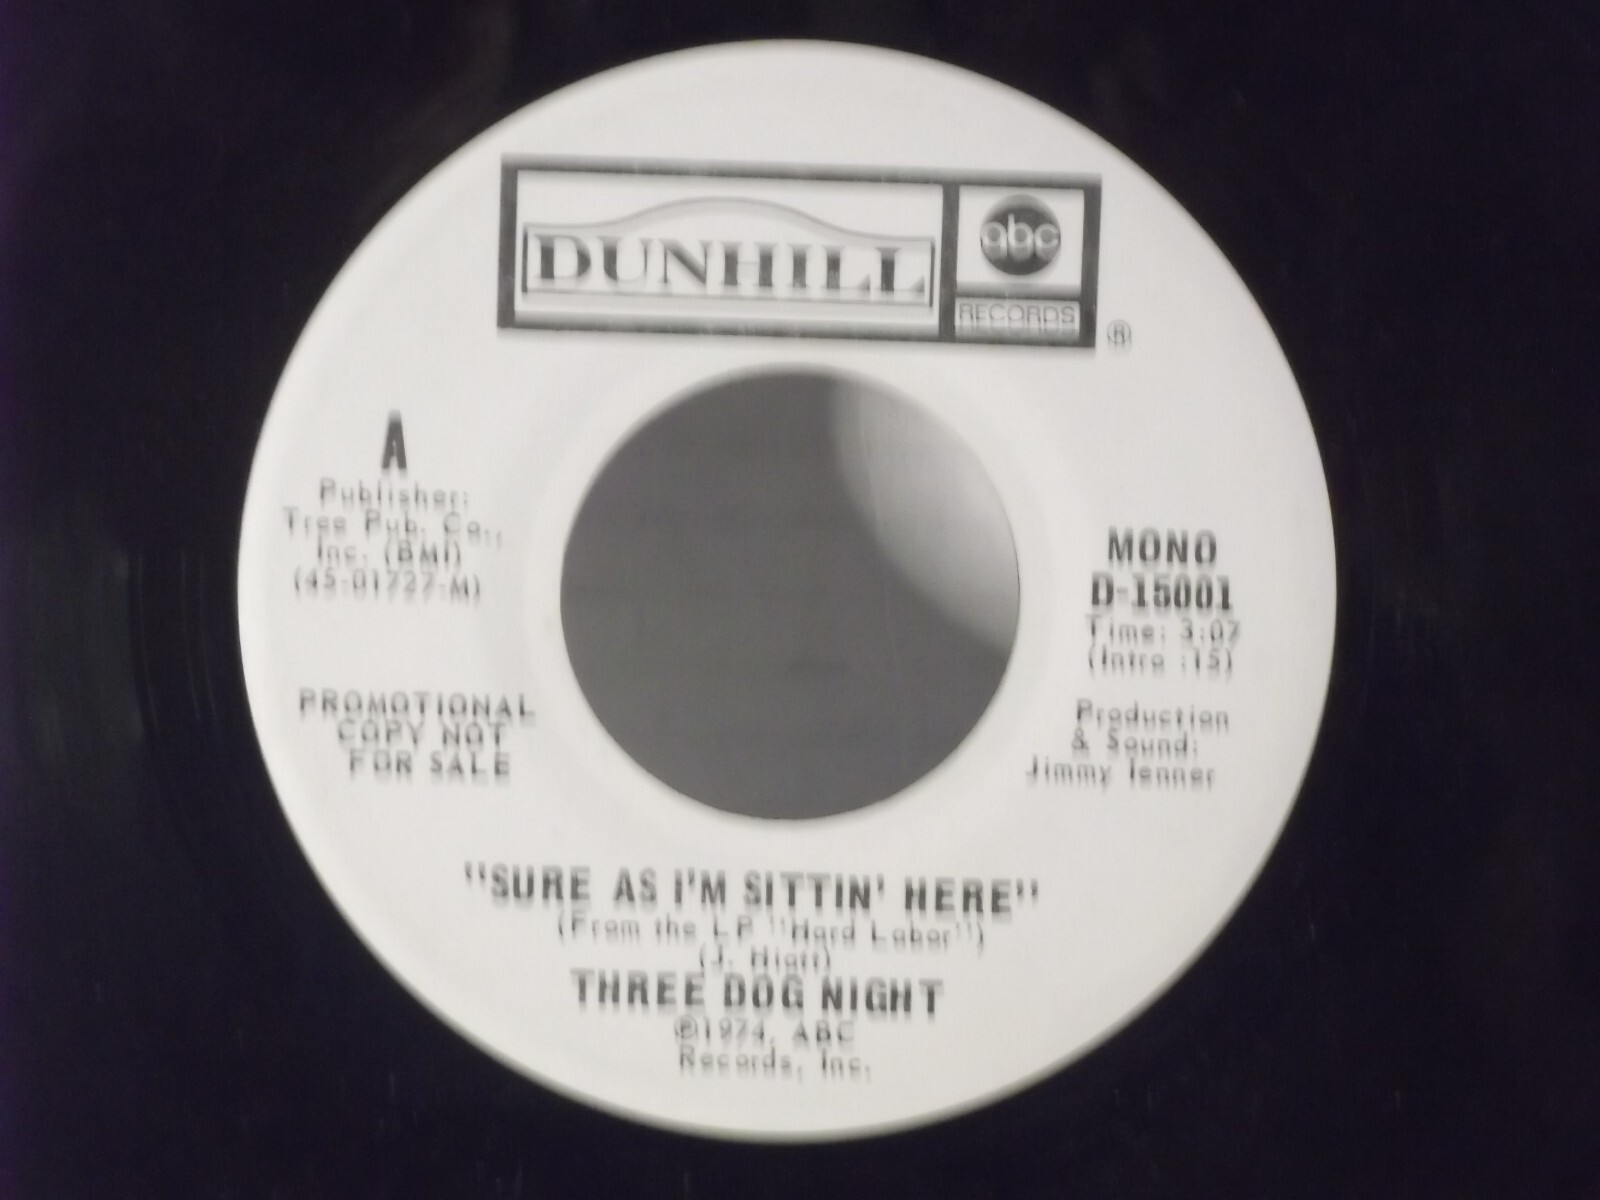 DUNHILL
abc
RECORDS
®
A
Publisher:
Tree Pub. Co.,
Inc. (BMI)
(45-01727-M)
PROMOTIONAL
COPY NOT
FOR SALE
MONO
D-15001
Time: 3:07
(Intro :15)
Production
& Sound:
Jimmy Ienner
"SURE AS I'M SITTIN' HERE"
(From the LP "Hard Labor")
(J. Hiatt)
THREE DOG NIGHT
℗1974, ABC
Records, Inc.